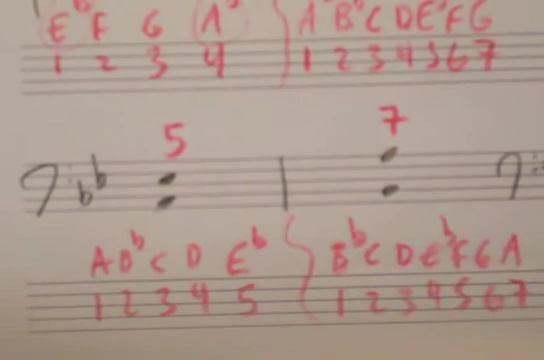 E♭ F G A♭ A B♭ C D E♭ F G
1 2 3 4 1 2 3 4 5 6 7
5 7
A B♭ C D E♭ B♭ C D E♭ F G A
1 2 3 4 5 1 2 3 4 5 6 7